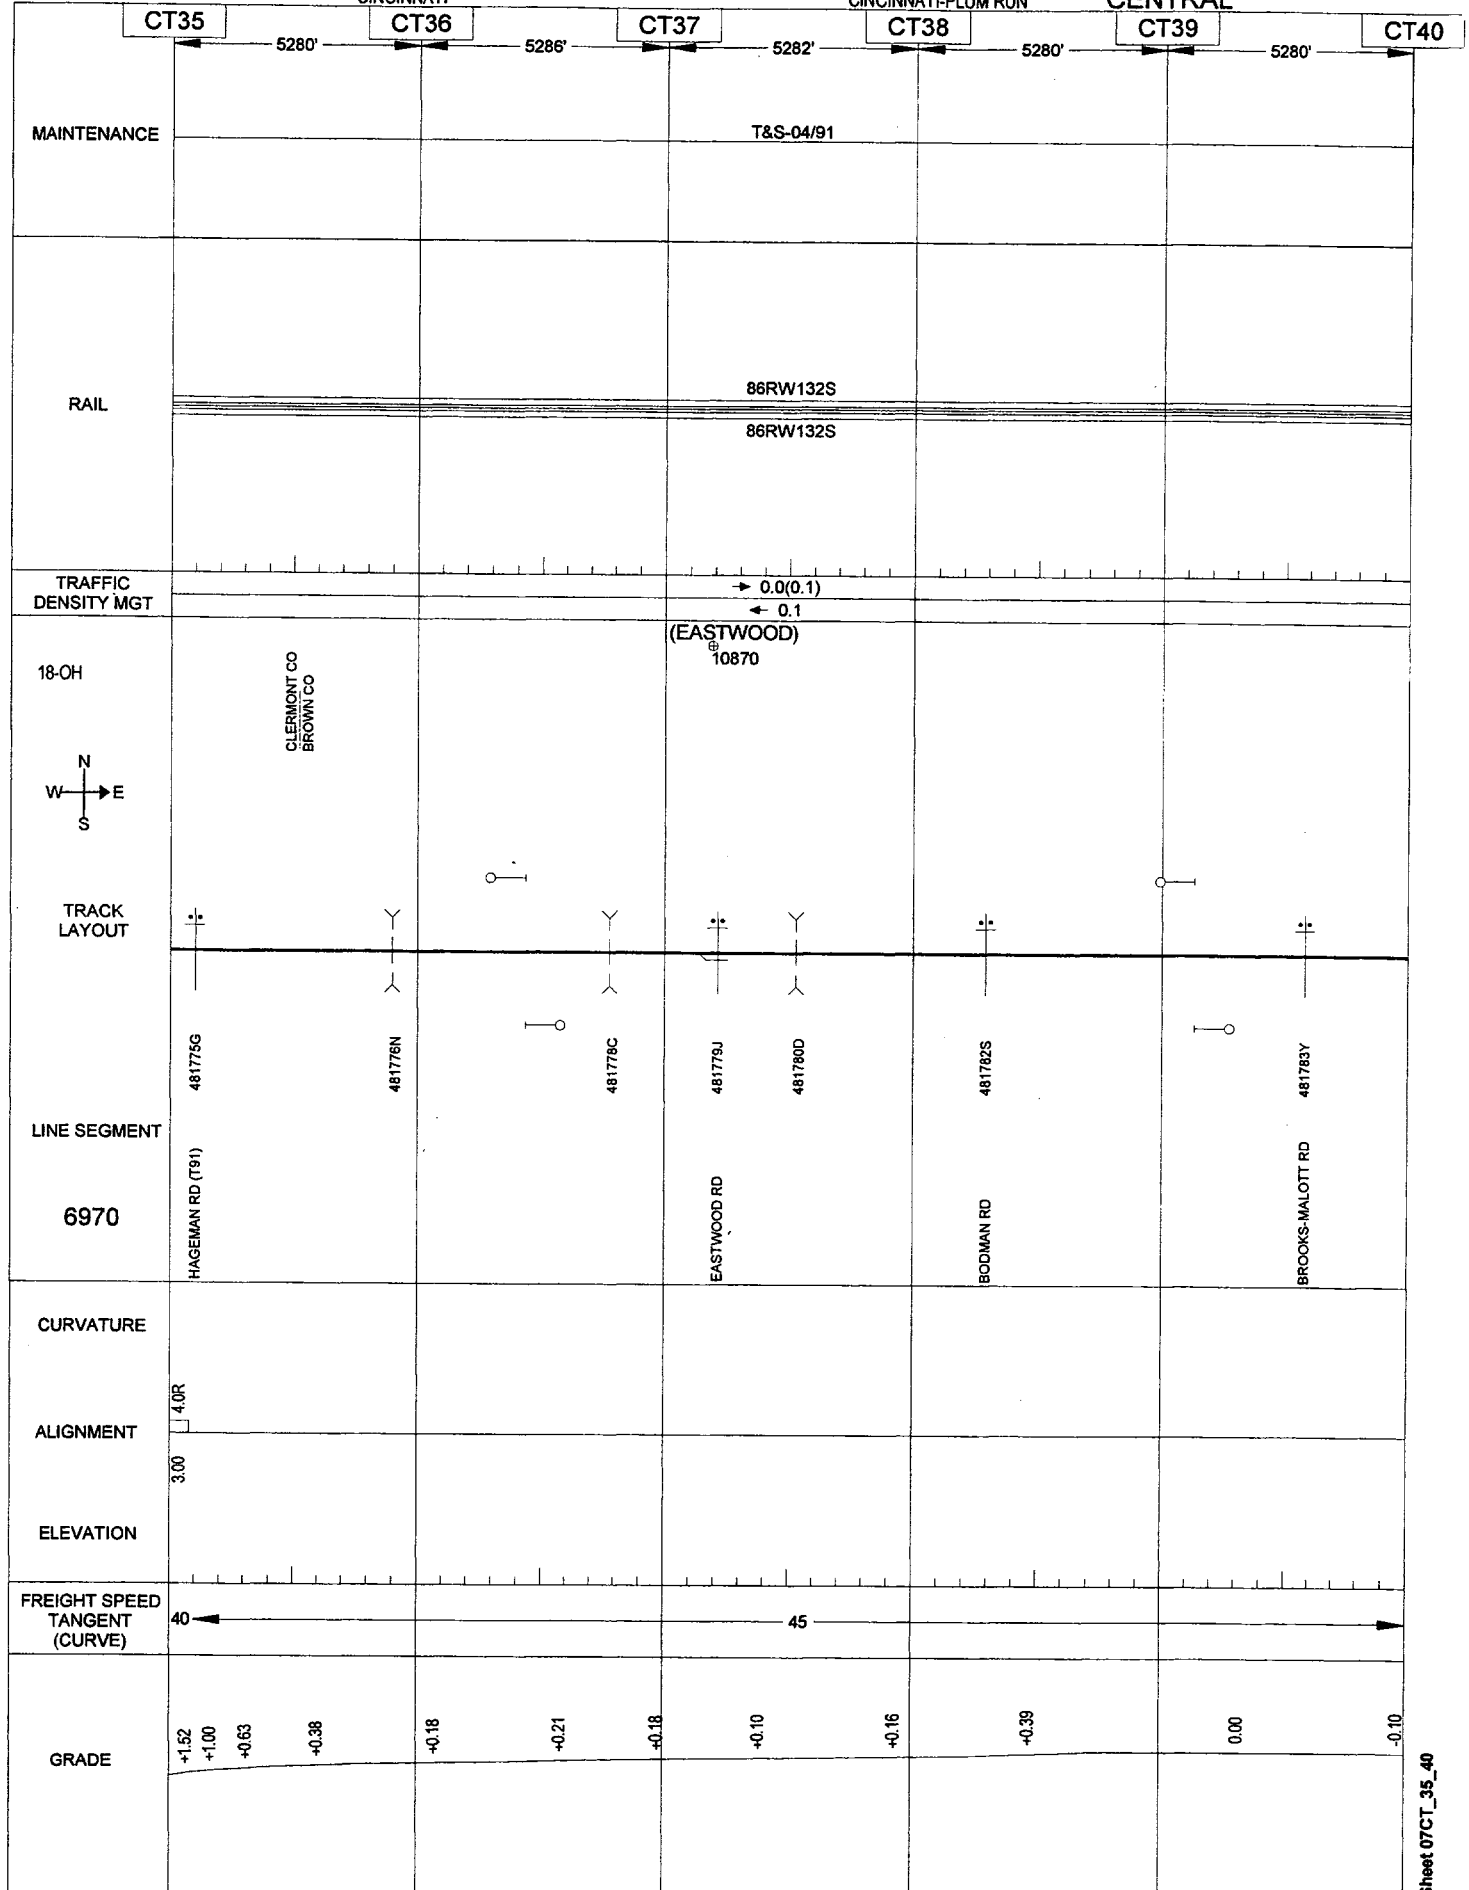 CINCINNATI
CINCINNATI-PLUM RUN
CENTRAL
CT35
CT36
CT37
CT38
CT39
CT40
5280'
5286'
5282'
5280'
5280'
MAINTENANCE
T&S-04/91
RAIL
86RW132S
86RW132S
TRAFFIC
DENSITY MGT
0.0(0.1)
0.1
(EASTWOOD)
10870
18-OH
CLERMONT CO
BROWN CO
N
W E
S
TRACK
LAYOUT
481775G
481776N
481778C
481779J
481780D
481782S
481783Y
LINE SEGMENT
6970
HAGEMAN RD (T91)
EASTWOOD RD
BODMAN RD
BROOKS-MALOTT RD
CURVATURE
4.0R
ALIGNMENT
3.00
ELEVATION
FREIGHT SPEED
TANGENT
(CURVE)
40
45
GRADE
+1.52
+1.00
+0.63
+0.38
+0.18
+0.21
+0.18
+0.10
+0.16
+0.39
0.00
-0.10
Sheet 07CT_35_40